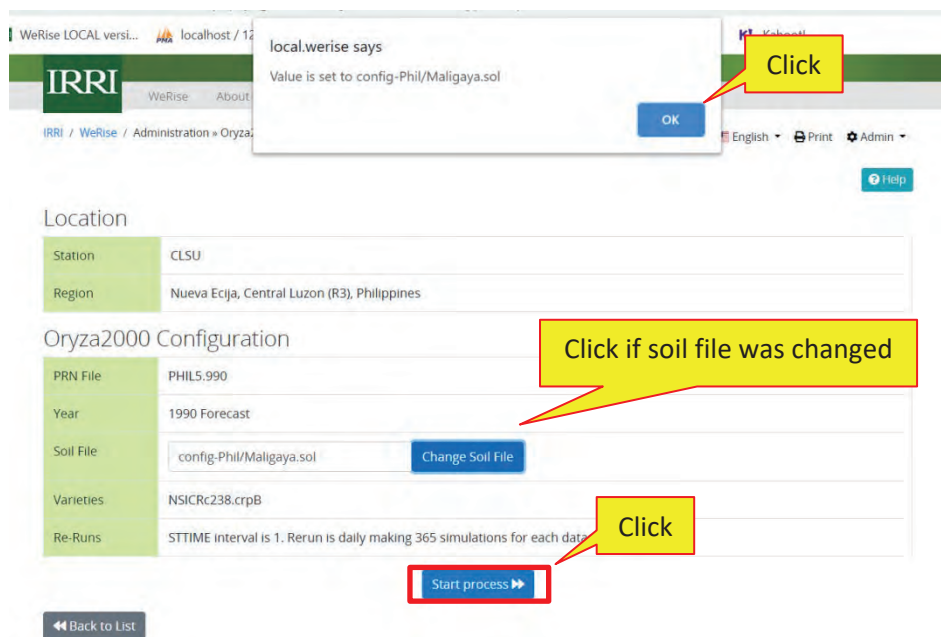 WeRise LOCAL versi...
localhost / 12
local.werise says
Value is set to config-Phil/Maligaya.sol
OK
Click
IRRI
WeRise About
IRRI / WeRise / Administration » Oryza2
English Print Admin
Help
Location
Station CLSU
Region Nueva Ecija, Central Luzon (R3), Philippines
Oryza2000 Configuration
Click if soil file was changed
PRN File PHIL5.990
Year 1990 Forecast
Soil File config-Phil/Maligaya.sol Change Soil File
Varieties NSICRc238.crpB
Re-Runs STTIME interval is 1. Rerun is daily making 365 simulations for each data
Click
Start process
Back to List